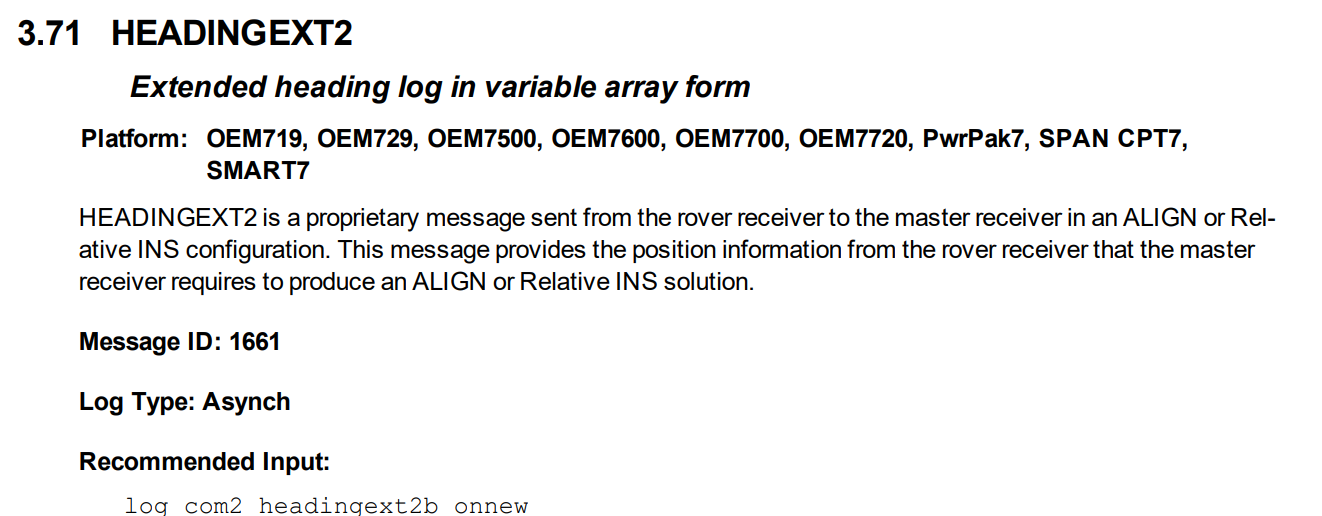 3.71 HEADINGEXT2
Extended heading log in variable array form
Platform: OEM719, OEM729, OEM7500, OEM7600, OEM7700, OEM7720, PwrPak7, SPAN CPT7,
SMART7
HEADINGEXT2 is a proprietary message sent from the rover receiver to the master receiver in an ALIGN or Rel-
ative INS configuration. This message provides the position information from the rover receiver that the master
receiver requires to produce an ALIGN or Relative INS solution.
Message ID: 1661
Log Type: Asynch
Recommended Input:
log com2 headingext2b onnew